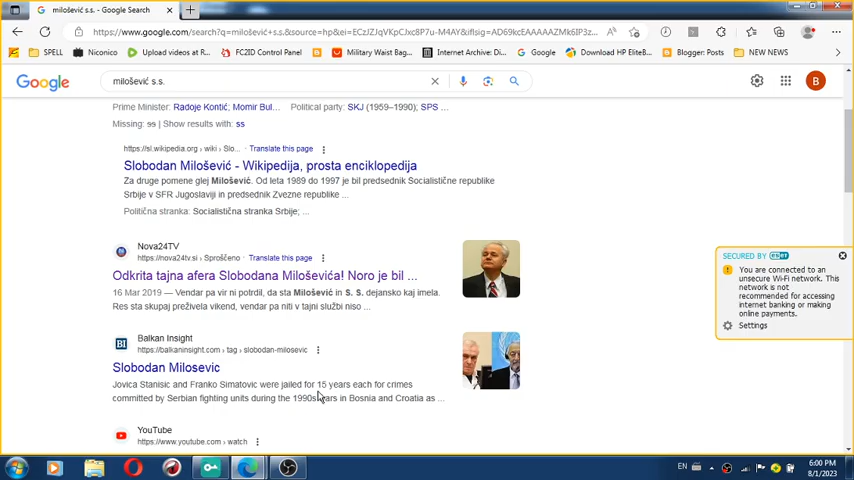 milošević s.s. - Google Search
https://www.google.com/search?q=milošević+s.s.&source=hp&ei=ECzJZJqVKpCJxc8P7u-M4AY&iflsig=AD69kcEAAAAAZMk6IP3c...
SPELL
Niconico
Upload videos at R...
FC2ID Control Panel
Military Waist Bag...
Internet Archive: Di...
Google
Download HP EliteB...
Blogger: Posts
NEW NEWS
Google
milošević s.s.
B
Prime Minister: Radoje Kontić; Momir Bul... Political party: SKJ (1959–1990); SPS ...
Missing: ss | Show results with: ss
https://sl.wikipedia.org › wiki › Slo... Translate this page
Slobodan Milošević - Wikipedija, prosta enciklopedija
Za druge pomene glej Milošević. Od leta 1989 do 1997 je bil predsednik Socialistične republike
Srbije v SFR Jugoslaviji in predsednik Zvezne republike ...
Politična stranka: Socialistična stranka Srbije; ...
Nova24TV
https://nova24tv.si › Sproščeno Translate this page
Odkrita tajna afera Slobodana Miloševića! Noro je bil ...
16 Mar 2019 — Vendar pa vir ni potrdil, da sta Milošević in S. S. dejansko kaj imela.
Res sta skupaj preživela vikend, vendar pa niti v tajni službi niso ...
Balkan Insight
BI
https://balkaninsight.com › tag › slobodan-milosevic
Slobodan Milosevic
Jovica Stanisic and Franko Simatovic were jailed for 15 years each for crimes
committed by Serbian fighting units during the 1990s wars in Bosnia and Croatia as ...
YouTube
https://www.youtube.com › watch
SECURED BY eset
You are connected to an
unsecure Wi-Fi network. This
network is not
recommended for accessing
internet banking or making
online payments.
Settings
EN
6:00 PM
8/1/2023